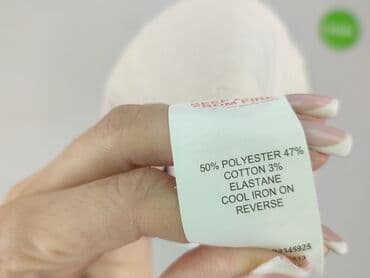 50% POLYESTER 47%
COTTON 3%
ELASTANE
COOL IRON ON
REVERSE